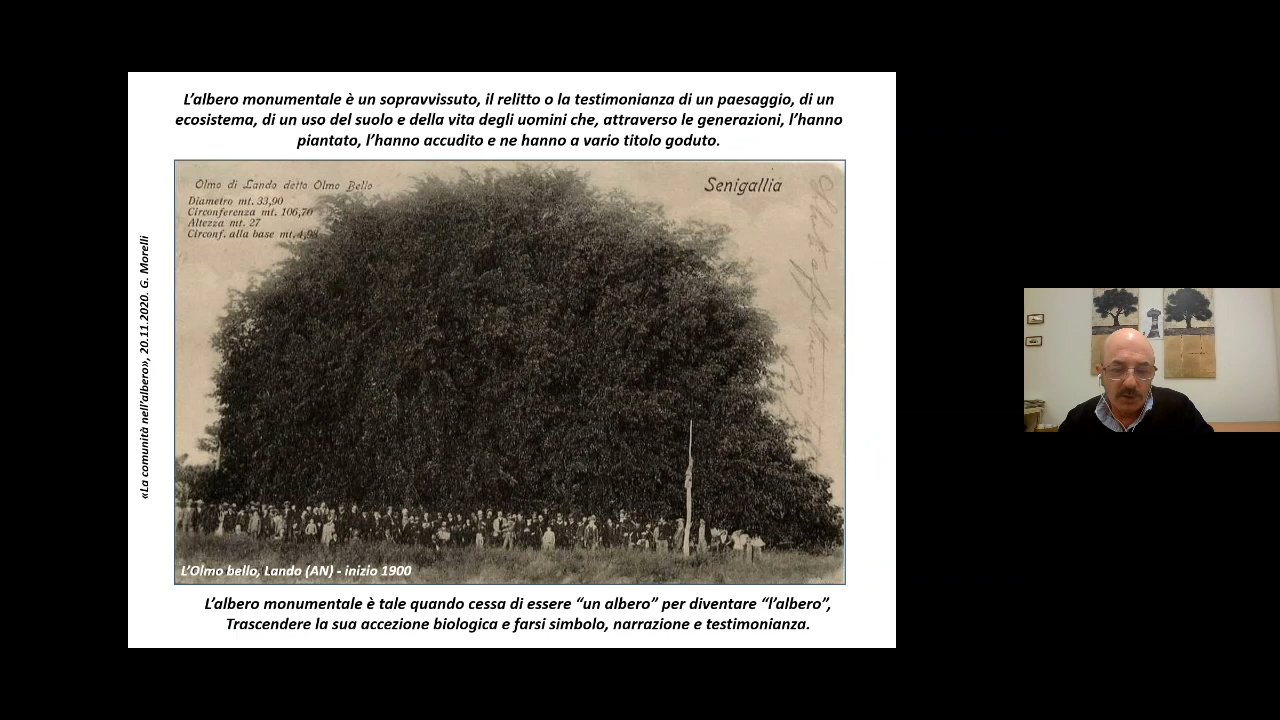 L'albero monumentale è un sopravvissuto, il relitto o la testimonianza di un paesaggio, di un
ecosistema, di un uso del suolo e della vita degli uomini che, attraverso le generazioni, l'hanno
piantato, l'hanno accudito e ne hanno a vario titolo goduto.
Olmo di Lando detto Olmo Bello
Diametro mt. 33,90
Circonferenza mt. 106,70
Altezza mt. 27
Circonf. alla base mt. 4,98
Senigallia
«La comunità nell'albero», 20.11.2020. G. Morelli
L'Olmo bello, Lando (AN) - inizio 1900
L'albero monumentale è tale quando cessa di essere “un albero” per diventare “l'albero”,
Trascendere la sua accezione biologica e farsi simbolo, narrazione e testimonianza.